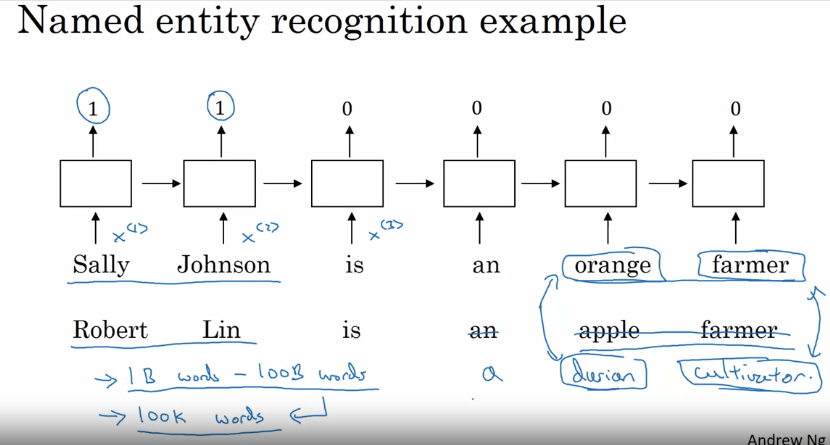 Named entity recognition example
1 1 0 0 0 0
x<1> x<2> x<3>
Sally Johnson is an orange farmer
Robert Lin is an apple farmer
→ 1B words - 100B words a durian cultivator.
→ 100k words
Andrew Ng